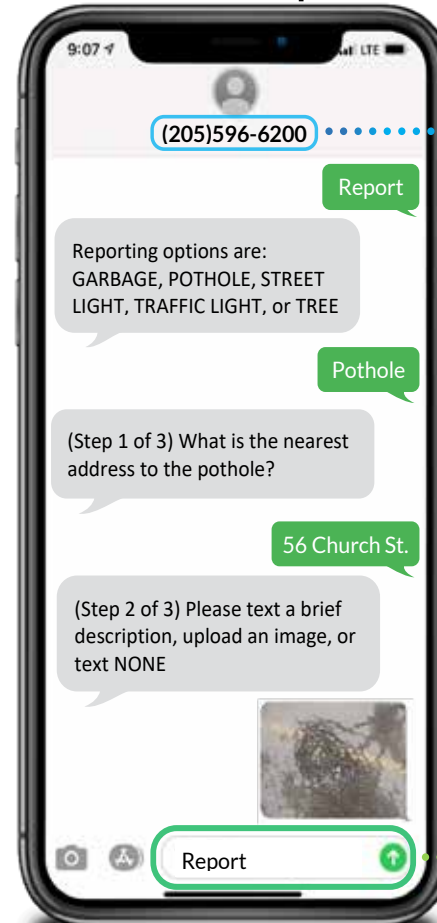 9:07
LTE
(205)596-6200
Report
Reporting options are:
GARBAGE, POTHOLE, STREET
LIGHT, TRAFFIC LIGHT, or TREE
Pothole
(Step 1 of 3) What is the nearest
address to the pothole?
56 Church St.
(Step 2 of 3) Please text a brief
description, upload an image, or
text NONE
Report